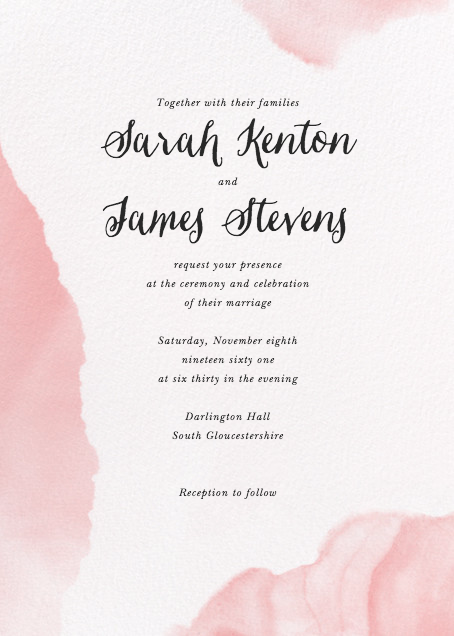 Together with their families
Sarah Kenton
and
James Stevens
request your presence
at the ceremony and celebration
of their marriage
Saturday, November eighth
nineteen sixty one
at six thirty in the evening
Darlington Hall
South Gloucestershire
Reception to follow